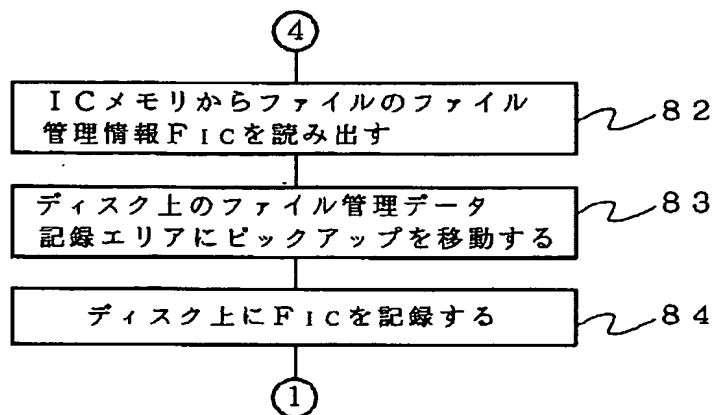 ④
ＩＣメモリからファイルのファイル
管理情報ＦＩＣを読み出す
８２
ディスク上のファイル管理データ
記録エリアにピックアップを移動する
８３
ディスク上にＦＩＣを記録する
８４
①